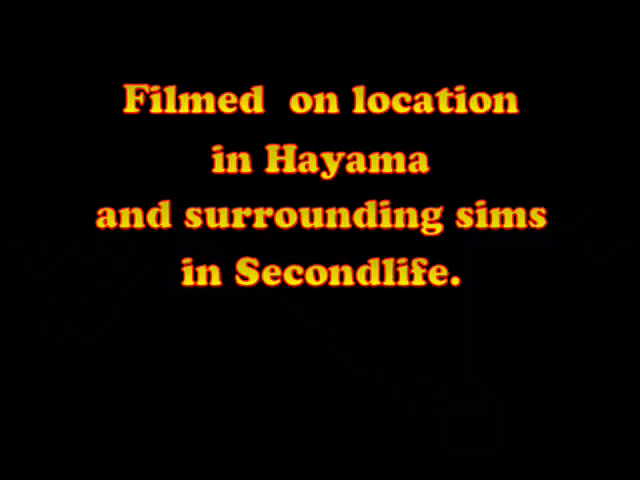 Filmed  on location
in Hayama
and surrounding sims
in Secondlife.